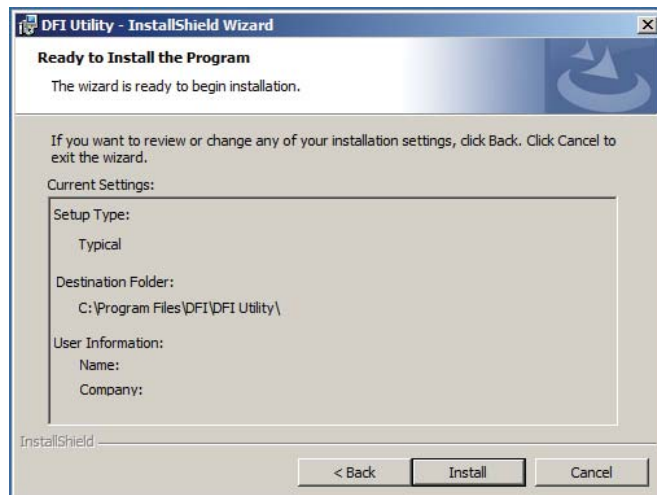 DFI Utility - InstallShield Wizard
Ready to Install the Program
The wizard is ready to begin installation.
If you want to review or change any of your installation settings, click Back. Click Cancel to
exit the wizard.
Current Settings:
Setup Type:
Typical
Destination Folder:
C:\Program Files\DFI\DFI Utility\
User Information:
Name:
Company:
InstallShield
< Back
Install
Cancel